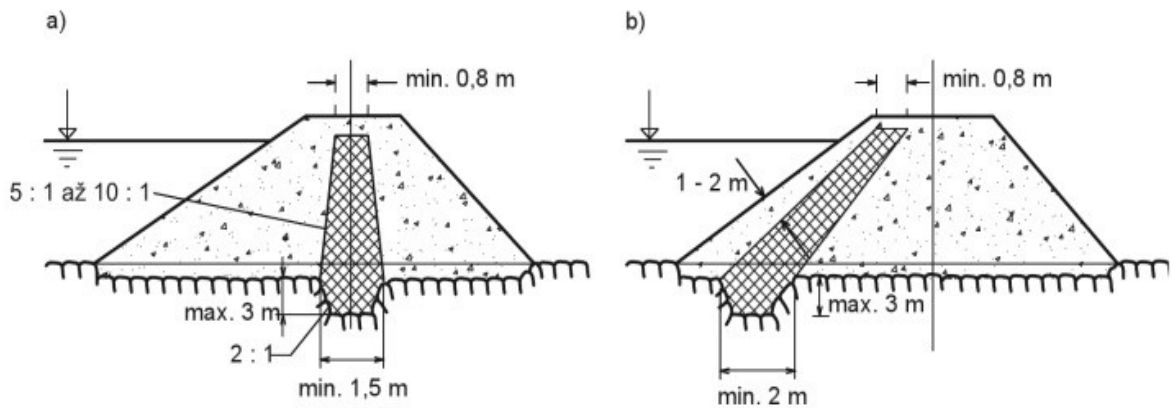 a)
min. 0,8 m
5 : 1 až 10 : 1
max. 3 m
2 : 1
min. 1,5 m
b)
min. 0,8 m
1 - 2 m
max. 3 m
min. 2 m